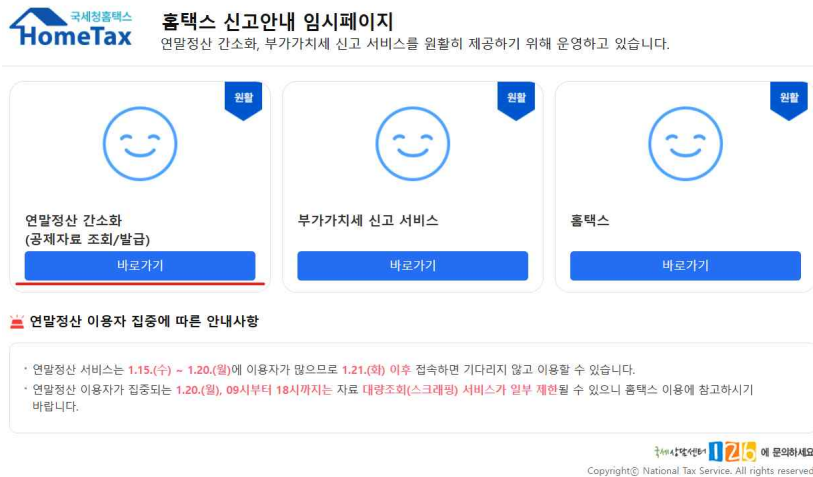 국세청홈택스
HomeTax
홈택스 신고안내 임시페이지
연말정산 간소화, 부가가치세 신고 서비스를 원활히 제공하기 위해 운영하고 있습니다.
원활
원활
원활
연말정산 간소화
(공제자료 조회/발급)
바로가기
부가가치세 신고 서비스
바로가기
홈택스
바로가기
연말정산 이용자 집중에 따른 안내사항
· 연말정산 서비스는 1.15.(수) ~ 1.20.(월)에 이용자가 많으므로 1.21.(화) 이후 접속하면 기다리지 않고 이용할 수 있습니다.
· 연말정산 이용자가 집중되는 1.20.(월), 09시부터 18시까지는 자료 대량조회(스크래핑) 서비스가 일부 제한될 수 있으니 홈택스 이용에 참고하시기
바랍니다.
국세상담센터 126 에 문의하세요
Copyright© National Tax Service. All rights reserved